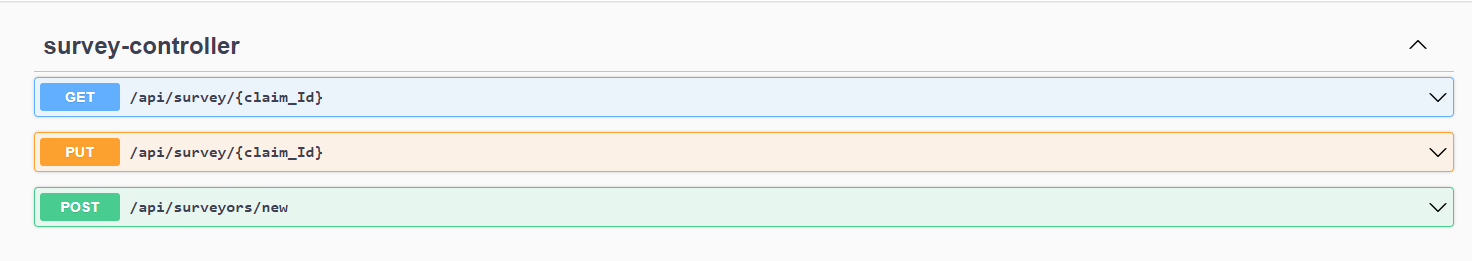 survey-controller
GET /api/survey/{claim_Id}
PUT /api/survey/{claim_Id}
POST /api/surveyors/new